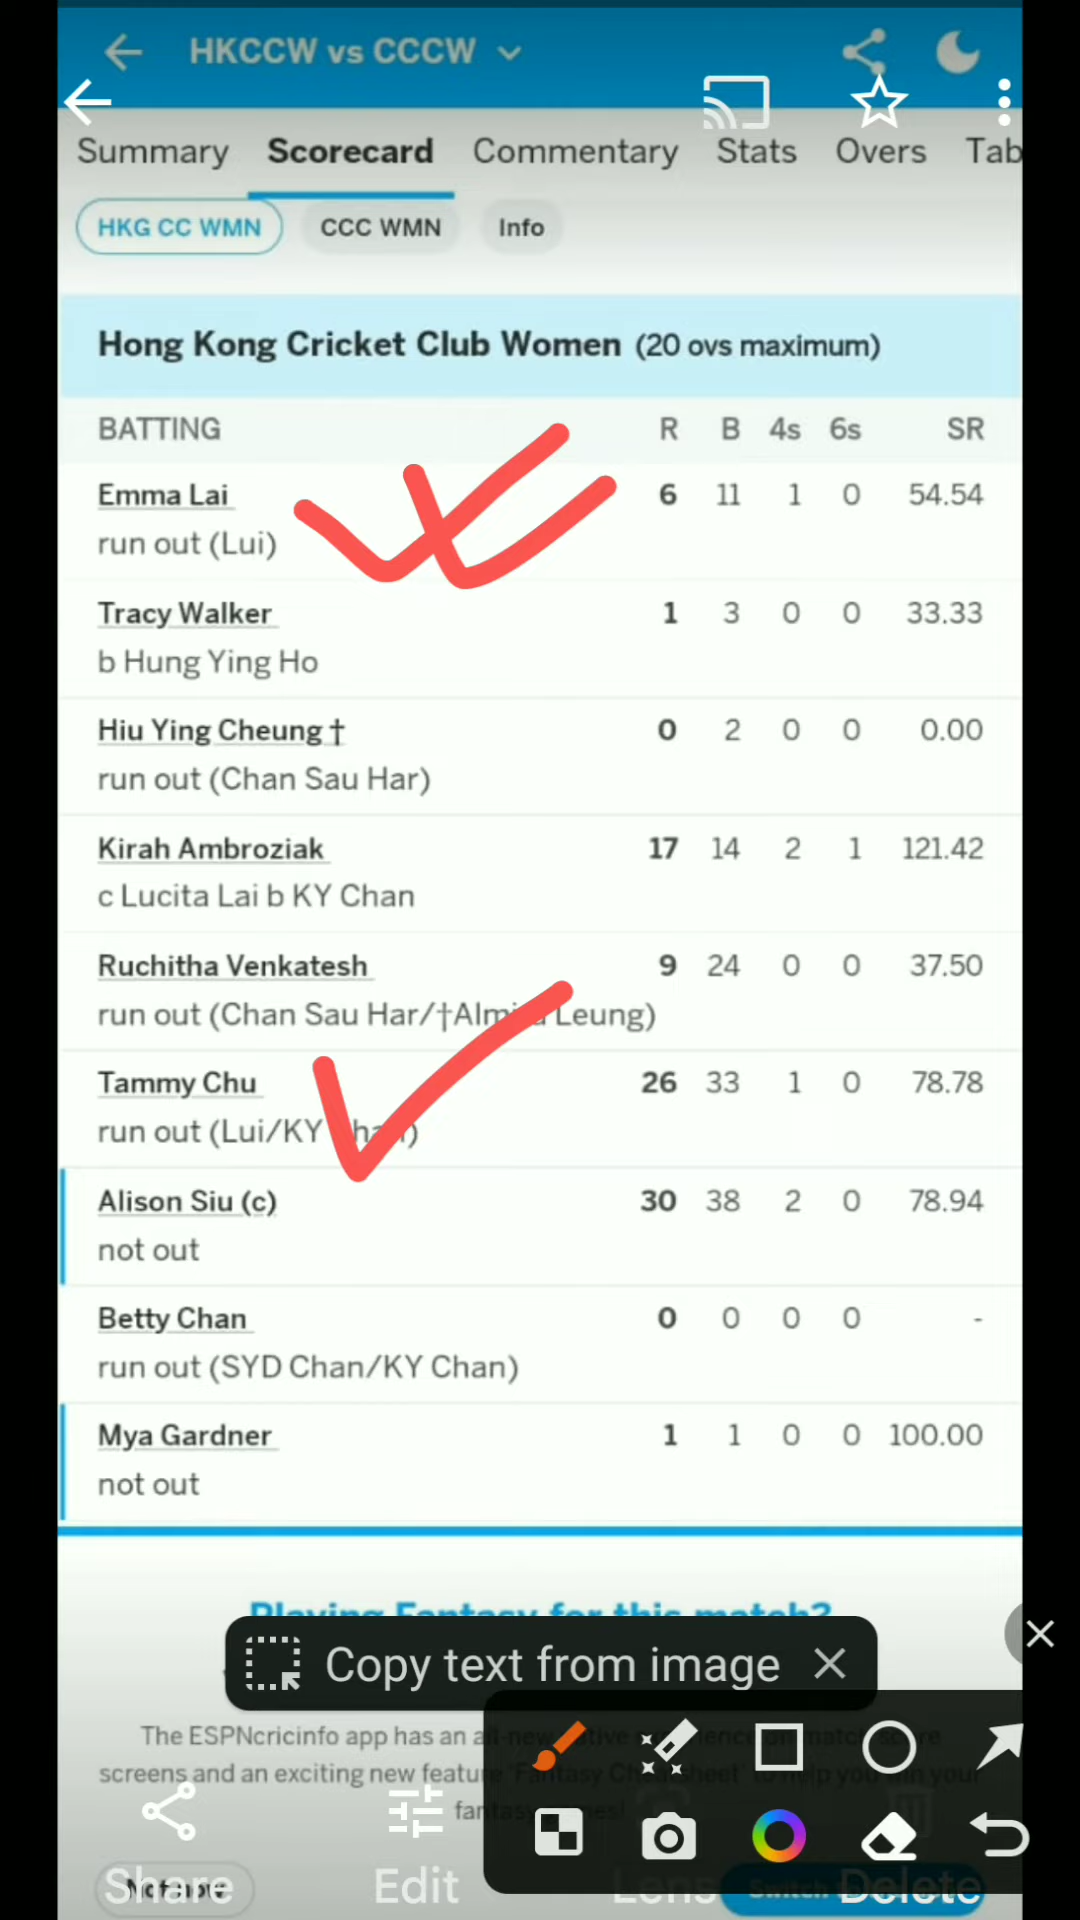 HKCCW vs CCCW
Summary Scorecard Commentary Stats Overs Tab
HKG CC WMN CCC WMN Info
Hong Kong Cricket Club Women (20 ovs maximum)
BATTING R B 4s 6s SR
Emma Lai 6 11 1 0 54.54
run out (Lui)
Tracy Walker 1 3 0 0 33.33
b Hung Ying Ho
Hiu Ying Cheung † 0 2 0 0 0.00
run out (Chan Sau Har)
Kirah Ambroziak 17 14 2 1 121.42
c Lucita Lai b KY Chan
Ruchitha Venkatesh 9 24 0 0 37.50
run out (Chan Sau Har/† Leung)
Tammy Chu 26 33 1 0 78.78
run out (Lui/KY
Alison Siu (c) 30 38 2 0 78.94
not out
Betty Chan 0 0 0 0 -
run out (SYD Chan/KY Chan)
Mya Gardner 1 1 0 0 100.00
not out
Playing Fantasy for this match?
Copy text from image
The ESPNcricinfo app has an
screens and an exciting new feature
Share Edit Lens Delete